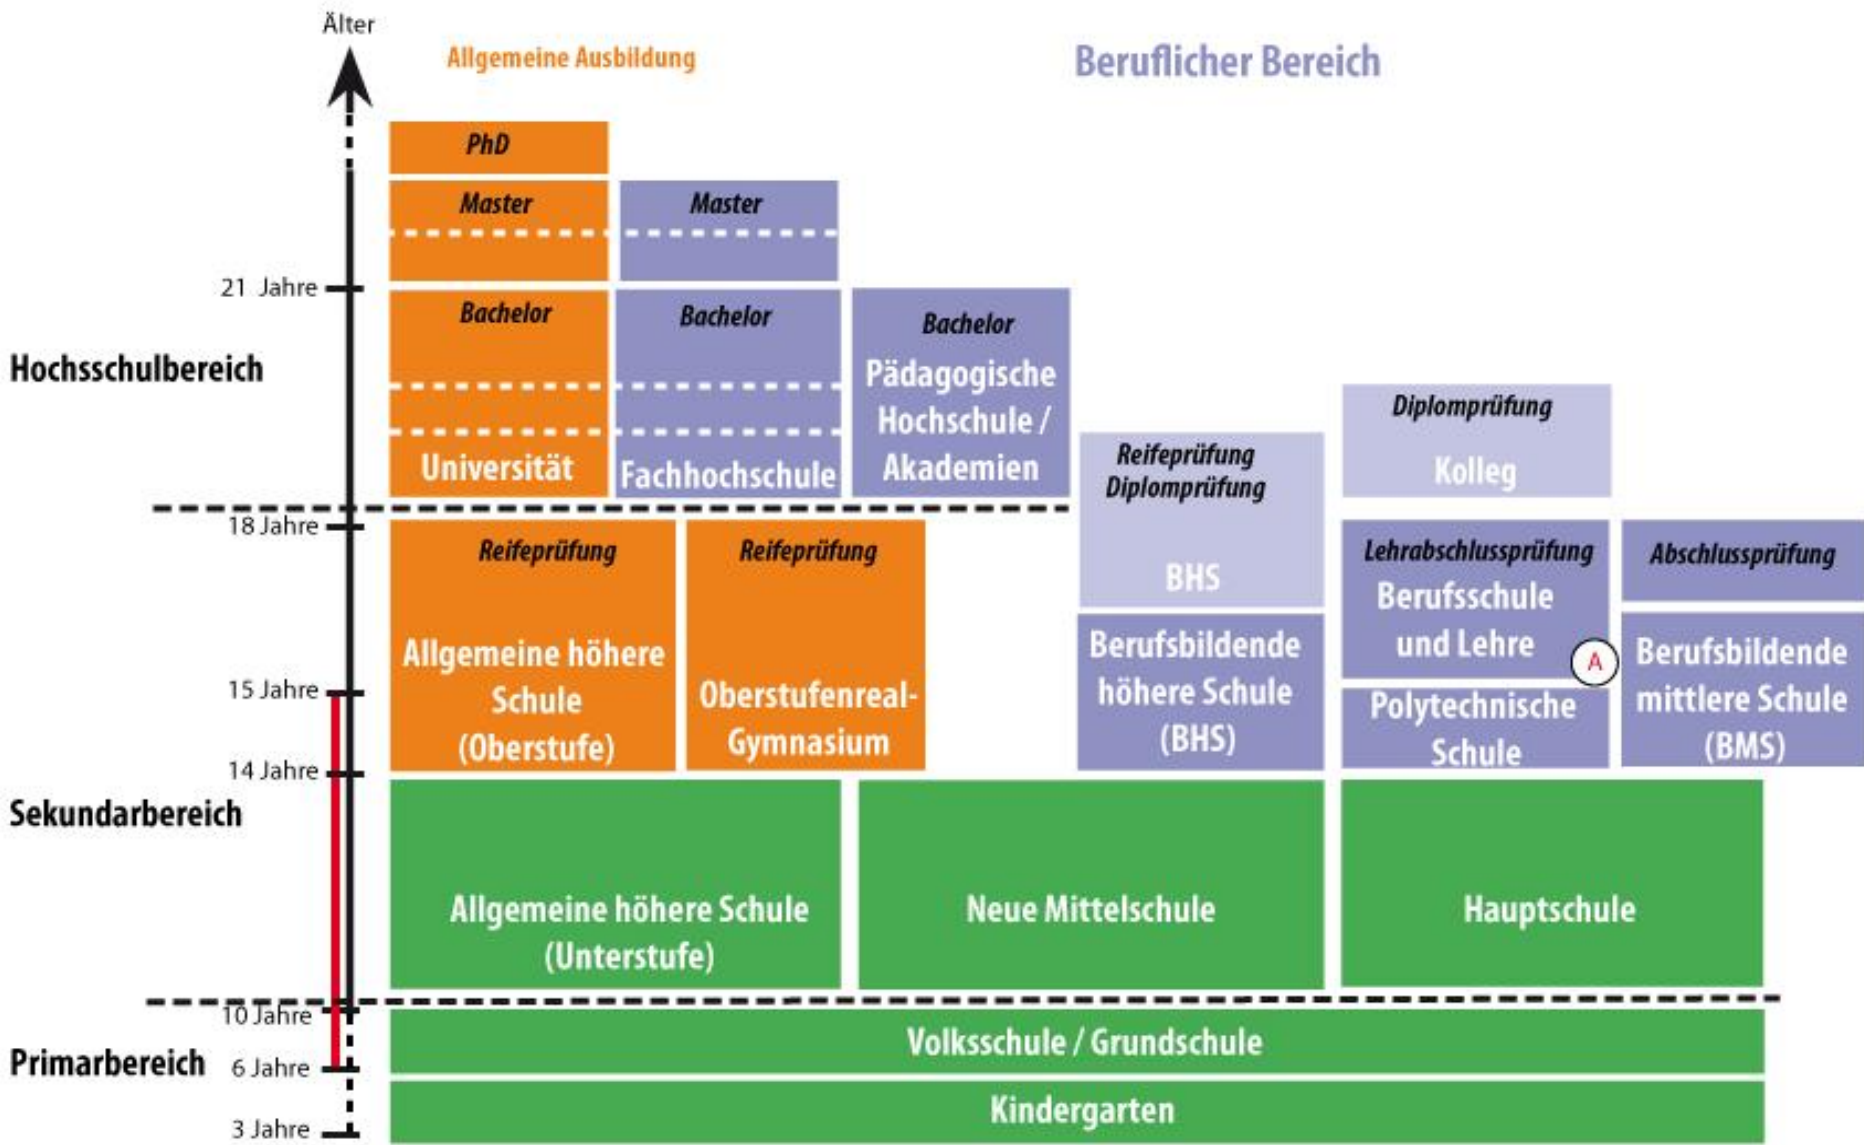 Älter
Allgemeine Ausbildung
Beruflicher Bereich
PhD
Master
Master
21 Jahre
Bachelor
Bachelor
Bachelor
Hochsschulbereich
Pädagogische
Hochschule /
Akademien
Universität
Fachhochschule
Reifeprüfung
Diplomprüfung
BHS
Diplomprüfung
Kolleg
18 Jahre
Reifeprüfung
Allgemeine höhere
Schule
(Oberstufe)
Reifeprüfung
Oberstufenreal-
Gymnasium
Berufsbildende
höhere Schule
(BHS)
Lehrabschlussprüfung
Berufsschule
und Lehre
A
Polytechnische
Schule
Abschlussprüfung
Berufsbildende
mittlere Schule
(BMS)
15 Jahre
14 Jahre
Sekundarbereich
Allgemeine höhere Schule
(Unterstufe)
Neue Mittelschule
Hauptschule
10 Jahre
Primarbereich
6 Jahre
Volksschule / Grundschule
Kindergarten
3 Jahre